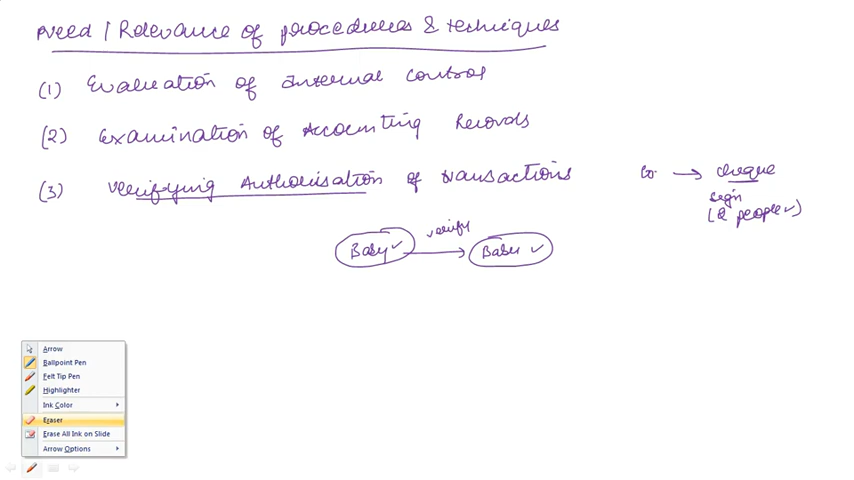 Need / Relevance of procedures & techniques
(1) Evaluation of Internal Control
(2) Examination of Accounting Records
(3) Verifying Authorisation of transactions
Co. → cheque
sign
(2 people ✓)
Baby ✓ verify → Baby ✓
Arrow
Ballpoint Pen
Felt Tip Pen
Highlighter
Ink Color
Eraser
Erase All Ink on Slide
Arrow Options